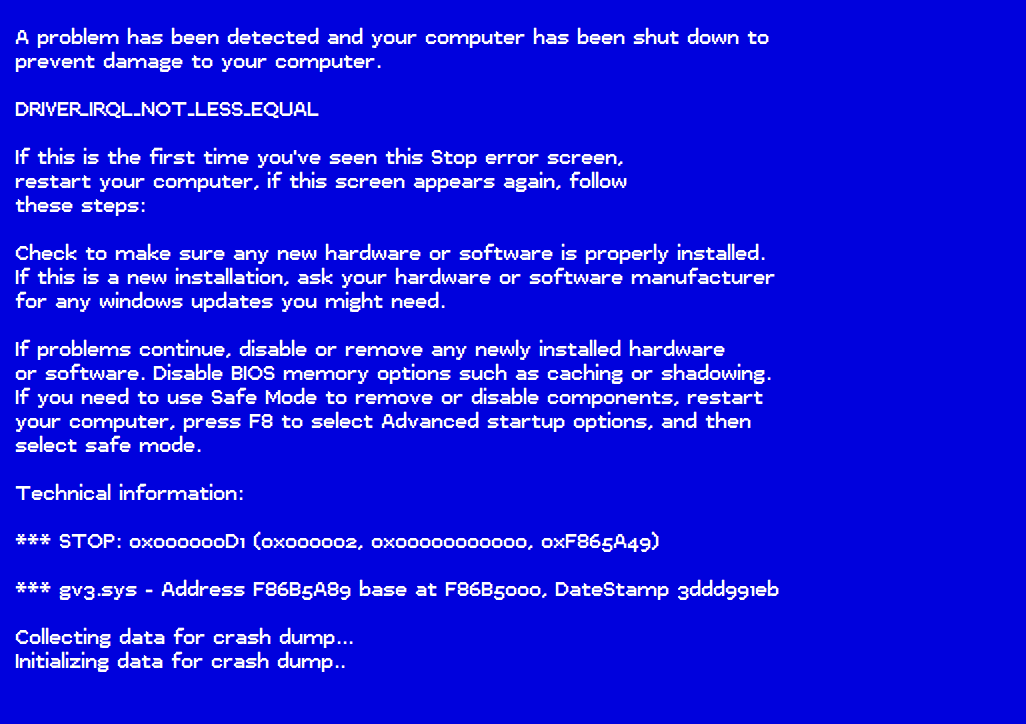 A problem has been detected and your computer has been shut down to
prevent damage to your computer.
DRIVER_IRQL_NOT_LESS_EQUAL
If this is the first time you've seen this Stop error screen,
restart your computer, if this screen appears again, follow
these steps:
Check to make sure any new hardware or software is properly installed.
If this is a new installation, ask your hardware or software manufacturer
for any windows updates you might need.
If problems continue, disable or remove any newly installed hardware
or software. Disable BIOS memory options such as caching or shadowing.
If you need to use Safe Mode to remove or disable components, restart
your computer, press F8 to select Advanced startup options, and then
select safe mode.
Technical information:
*** STOP: 0x000000D1 (0x000002, 0x00000000000, 0xF865A49)
*** gv3.sys - Address F86B5A89 base at F86B5000, DateStamp 3ddd991eb
Collecting data for crash dump...
Initializing data for crash dump..